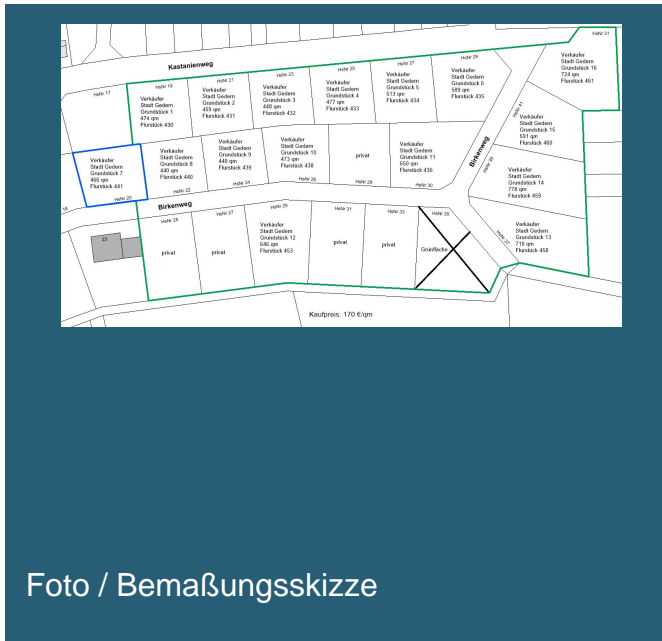 HsNr 31
Kastanienweg
HsNr 29
HsNr 27
HsNr 25
HsNr 23
HsNr 21
HsNr 19
HsNr 17
Verkäufer
Stadt Gedern
Grundstück 16
724 qm
Flurstück 461
Verkäufer
Stadt Gedern
Grundstück 1
474 qm
Flurstück 430
Verkäufer
Stadt Gedern
Grundstück 2
459 qm
Flurstück 431
Verkäufer
Stadt Gedern
Grundstück 3
448 qm
Flurstück 432
Verkäufer
Stadt Gedern
Grundstück 4
477 qm
Flurstück 433
Verkäufer
Stadt Gedern
Grundstück 5
513 qm
Flurstück 434
Verkäufer
Stadt Gedern
Grundstück 6
589 qm
Flurstück 435
HsNr 41
Verkäufer
Stadt Gedern
Grundstück 15
591 qm
Flurstück 460
Verkäufer
Stadt Gedern
Grundstück 7
466 qm
Flurstück 441
Verkäufer
Stadt Gedern
Grundstück 8
440 qm
Flurstück 440
Verkäufer
Stadt Gedern
Grundstück 9
449 qm
Flurstück 439
Verkäufer
Stadt Gedern
Grundstück 10
473 qm
Flurstück 438
privat
Verkäufer
Stadt Gedern
Grundstück 11
650 qm
Flurstück 436
Birkenweg
HsNr 39
Verkäufer
Stadt Gedern
Grundstück 14
778 qm
Flurstück 459
HsNr 20
HsNr 22
HsNr 24
HsNr 28
HsNr 30
Birkenweg
HsNr 27
HsNr 29
HsNr 31
HsNr 33
HsNr 35
23
privat
privat
Verkäufer
Stadt Gedern
Grundstück 12
646 qm
Flurstück 453
privat
privat
Grünfläche
Verkäufer
Stadt Gedern
Grundstück 13
710 qm
Flurstück 458
Kaufpreis: 170 €/qm
Foto / Bemaßungsskizze